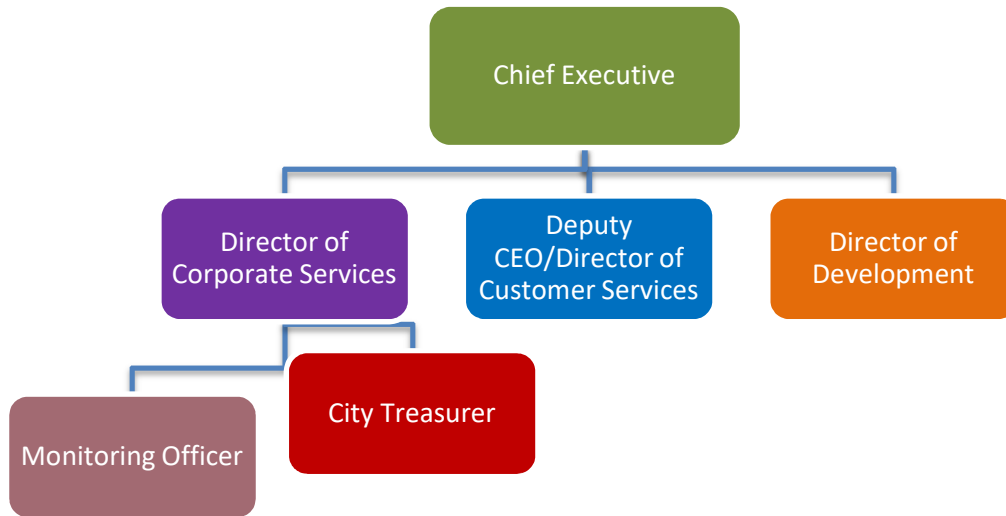 Chief Executive
Director of
Corporate Services
Deputy
CEO/Director of
Customer Services
Director of
Development
City Treasurer
Monitoring Officer